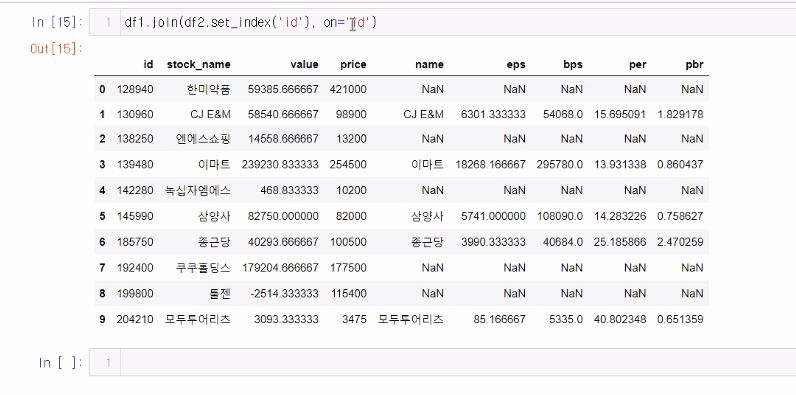 In [15]: 1 df1.join(df2.set_index('id'), on='id')
Out[15]:
id stock_name value price name eps bps per pbr
0 128940 한미약품 59385.666667 421000 NaN NaN NaN NaN NaN
1 130960 CJ E&M 58540.666667 98900 CJ E&M 6301.333333 54068.0 15.695091 1.829178
2 138250 엔에스쇼핑 14558.666667 13200 NaN NaN NaN NaN NaN
3 139480 이마트 239230.833333 254500 이마트 18268.166667 295780.0 13.931338 0.860437
4 142280 녹십자엠에스 468.833333 10200 NaN NaN NaN NaN NaN
5 145990 삼양사 82750.000000 82000 삼양사 5741.000000 108090.0 14.283226 0.758627
6 185750 종근당 40293.666667 100500 종근당 3990.333333 40684.0 25.185866 2.470259
7 192400 쿠쿠홀딩스 179204.666667 177500 NaN NaN NaN NaN NaN
8 199800 툴젠 -2514.333333 115400 NaN NaN NaN NaN NaN
9 204210 모두투어리츠 3093.333333 3475 모두투어리츠 85.166667 5335.0 40.802348 0.651359
In [ ]: 1